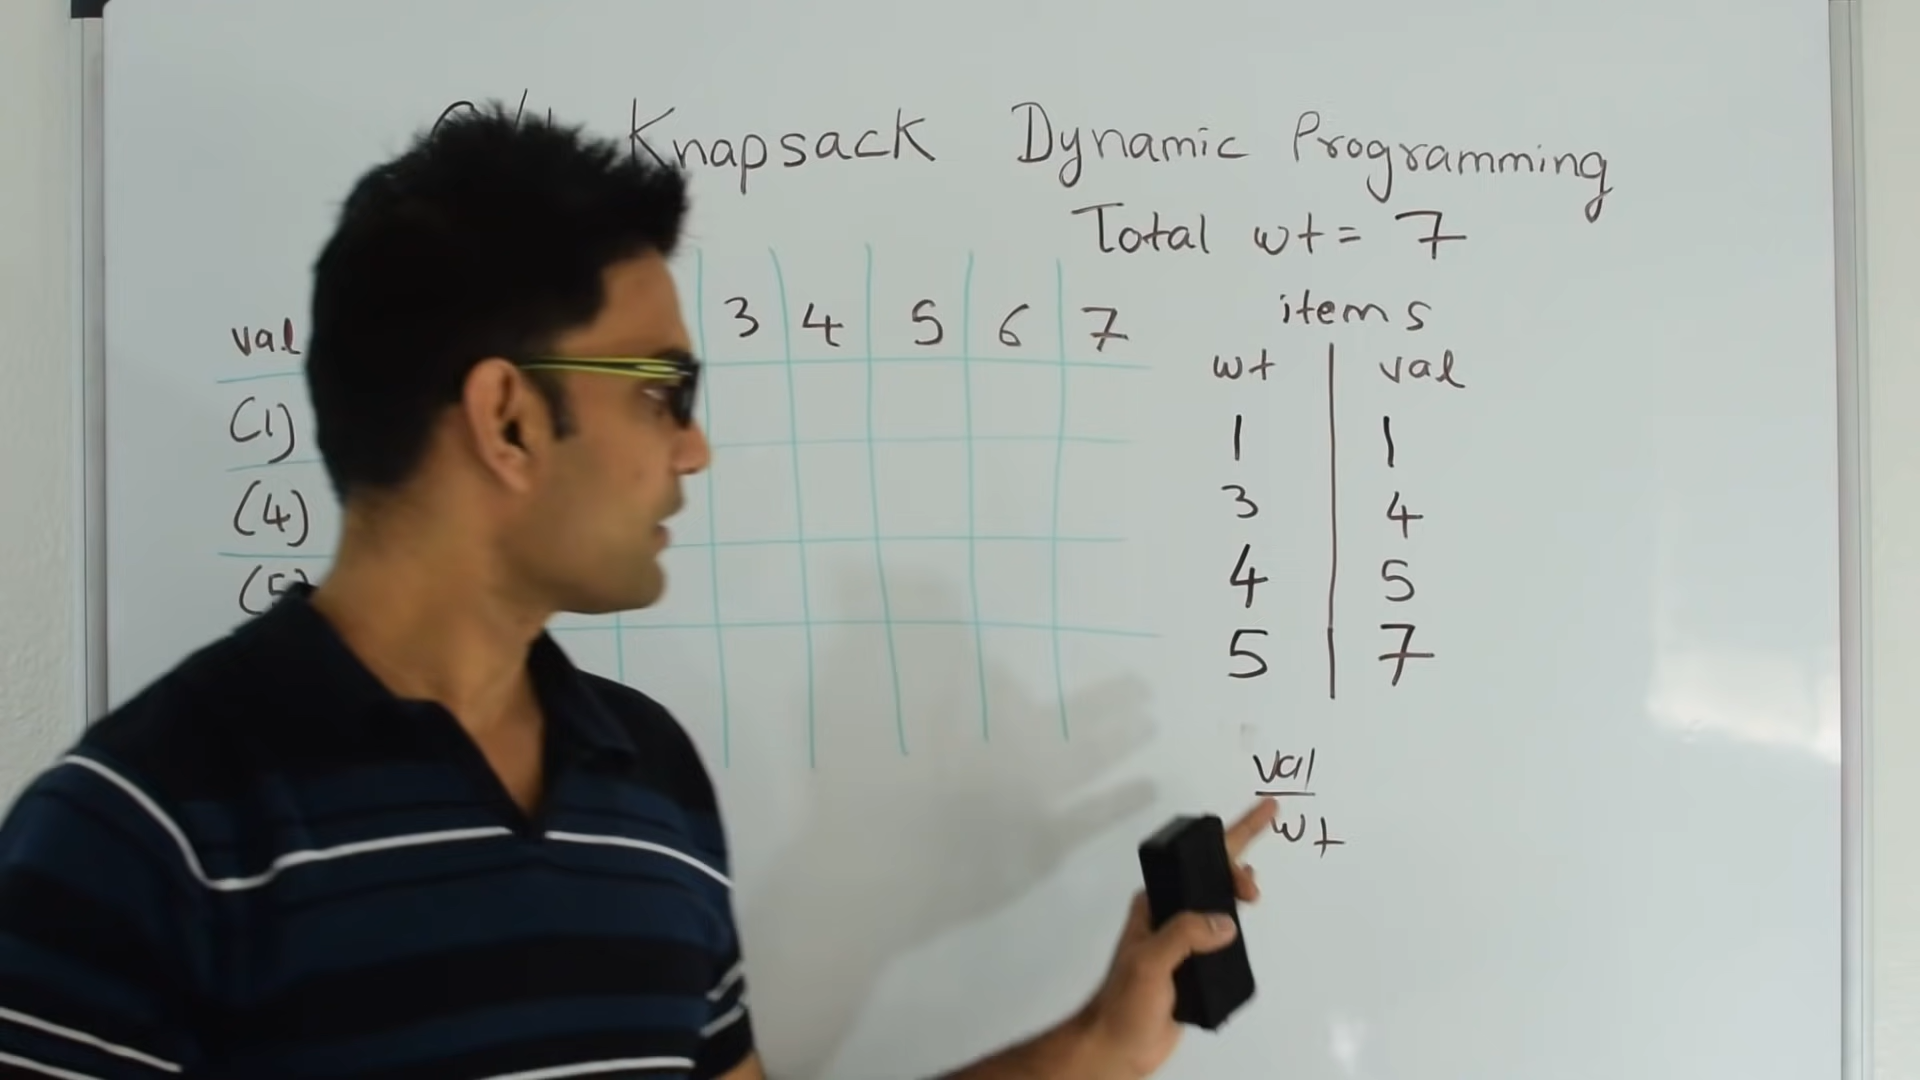 Knapsack Dynamic Programming
Total wt = 7
val 3 4 5 6 7
(1)
(4)
(5)
items
wt val
1 1
3 4
4 5
5 7
val
wt